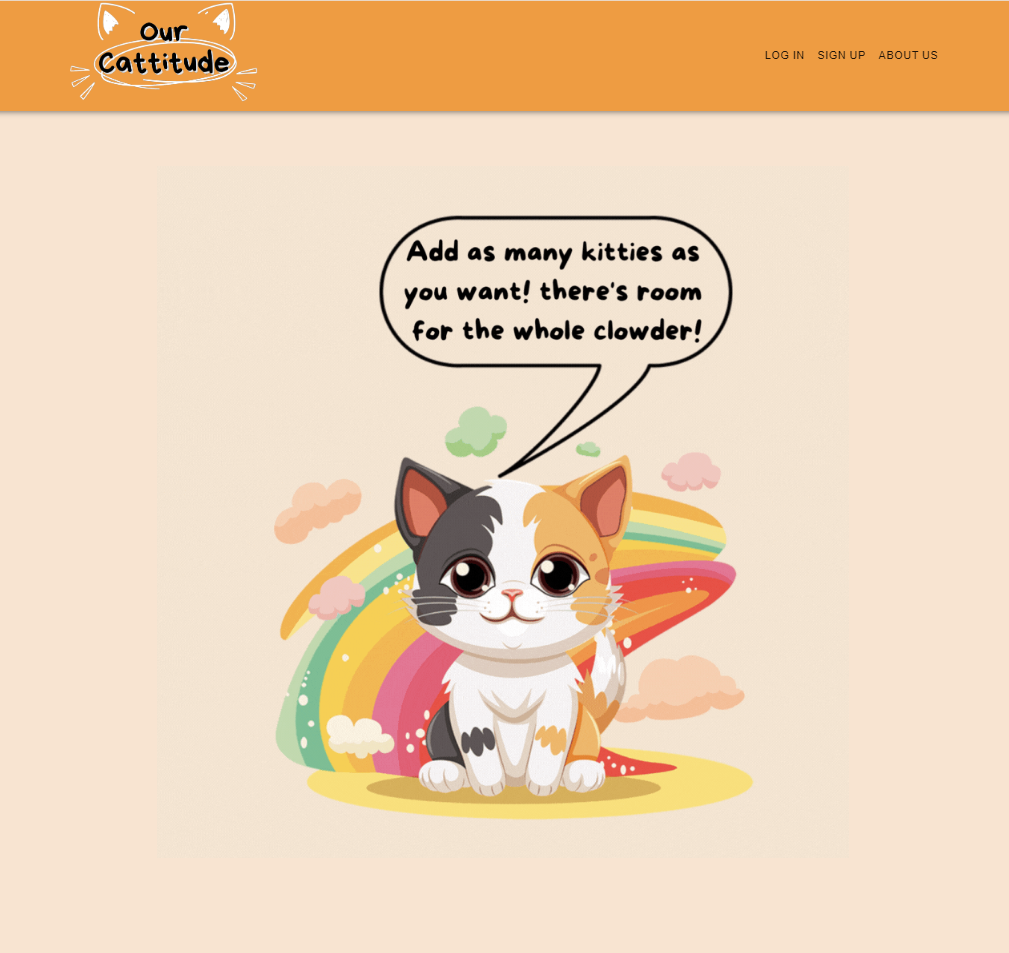 Our
Cattitude
LOG IN SIGN UP ABOUT US
Add as many kitties as
you want! there's room
for the whole clowder!